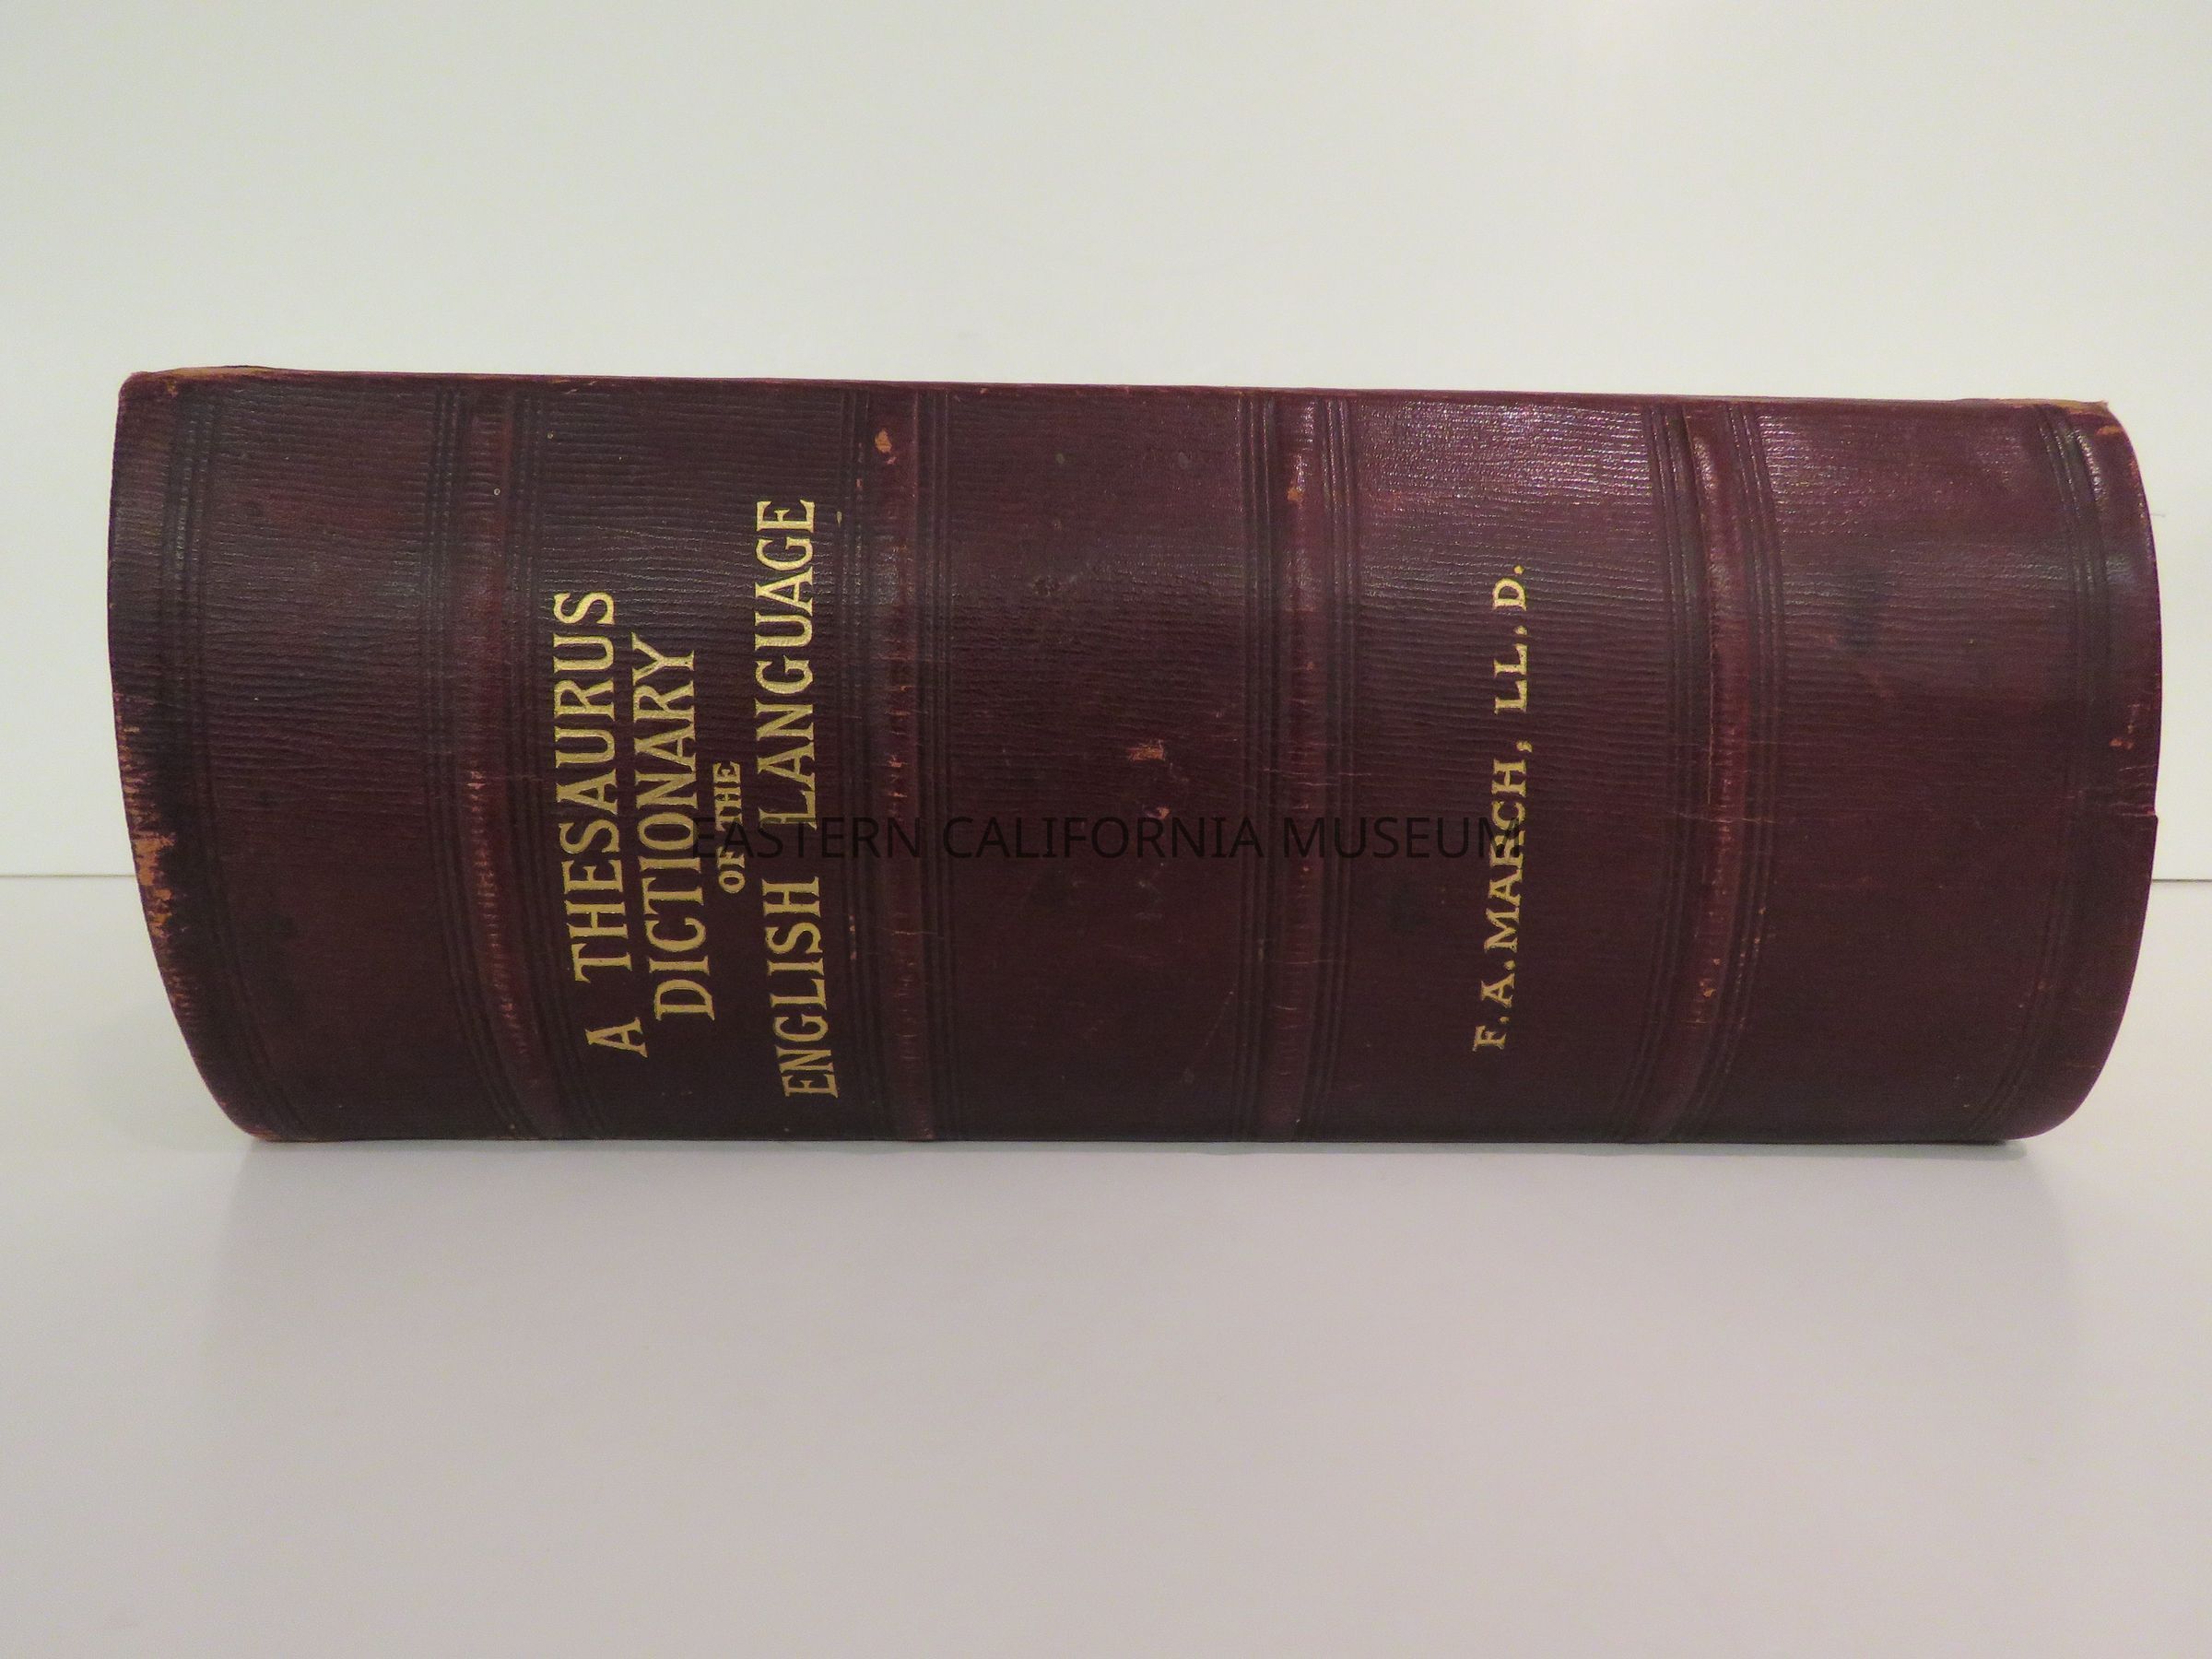 A THESAURUS
DICTIONARY
OF THE
ENGLISH LANGUAGE
F. A. MARCH, LL. D.
EASTERN CALIFORNIA MUSEUM